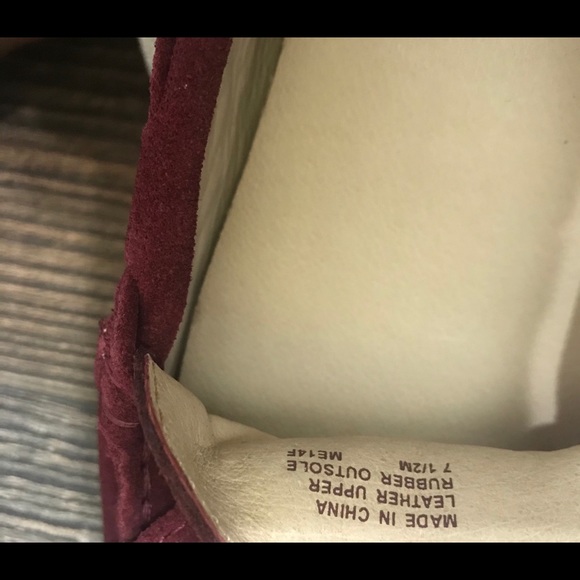 MADE IN CHINA
LEATHER UPPER
RUBBER OUTSOLE
7 1/2M
ME14F